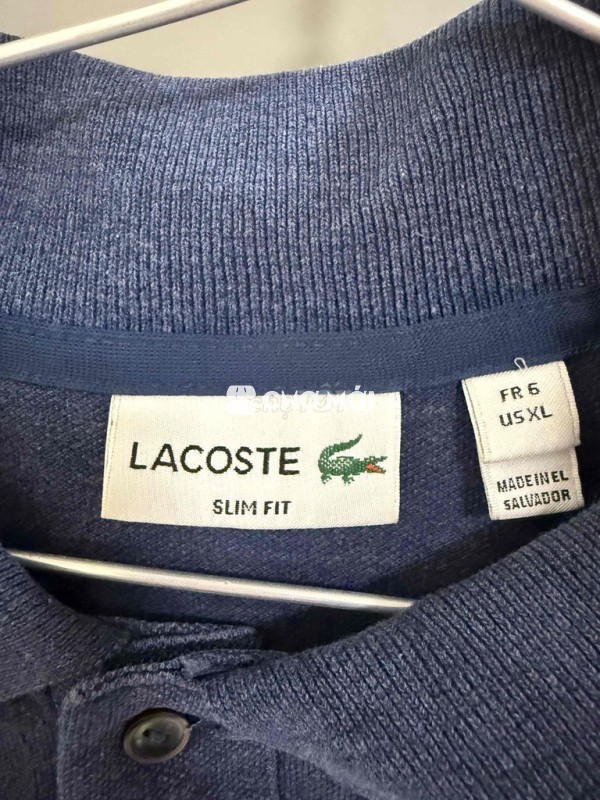 LACOSTE
SLIM FIT
FR 6
US XL
MADE IN EL
SALVADOR